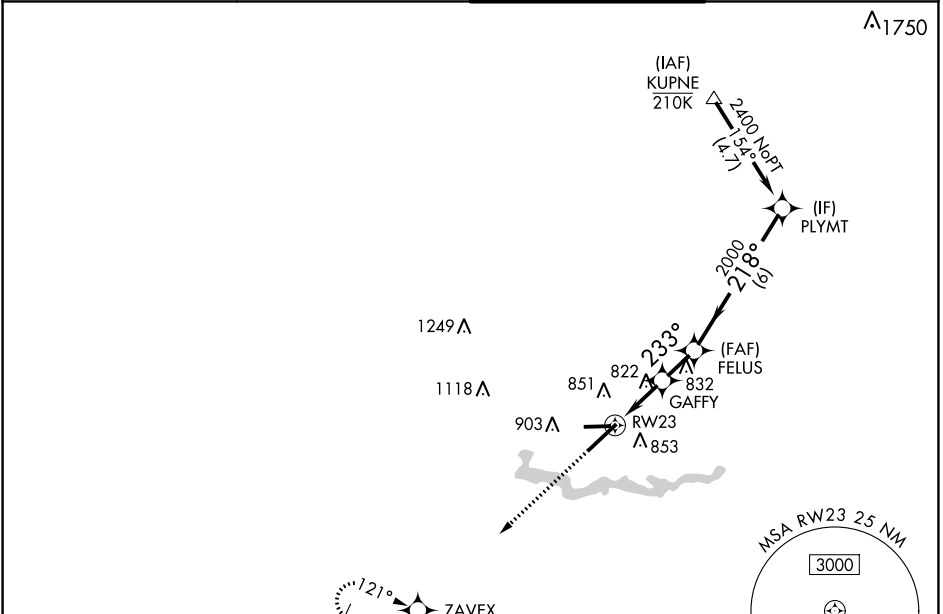 1750
(IAF)
KUPNE
210K
2400 NoPT
154°
(4.7)
(IF)
PLYMT
2000
218°
(6)
1249
233°
(FAF)
FELUS
822
832
851
1118
GAFFY
903
RW23
853
MSA RW23 25 NM
3000
121°
ZAVEX